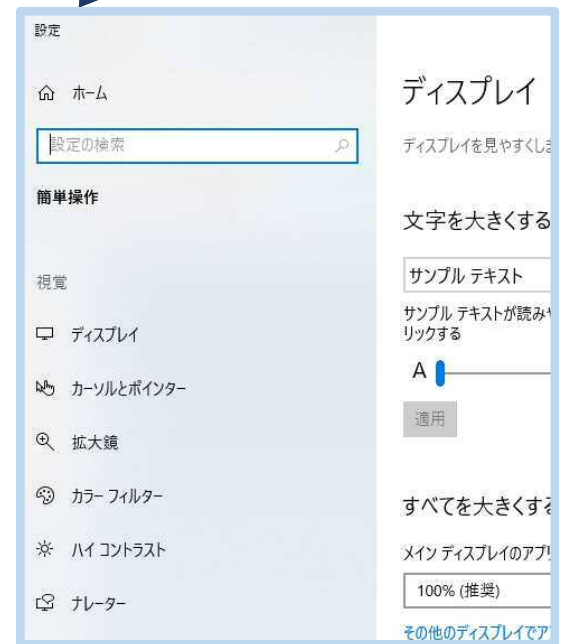 設定
ホーム
設定の検索
簡単操作
視覚
ディスプレイ
カーソルとポインター
拡大鏡
カラー フィルター
ハイ コントラスト
ナレーター
ディスプレイ
ディスプレイを見やすくしま
文字を大きくする
サンプル テキスト
サンプル テキストが読みや
リックする
A
適用
すべてを大きくする
メイン ディスプレイのアプリ
100% (推奨)
その他のディスプレイでア